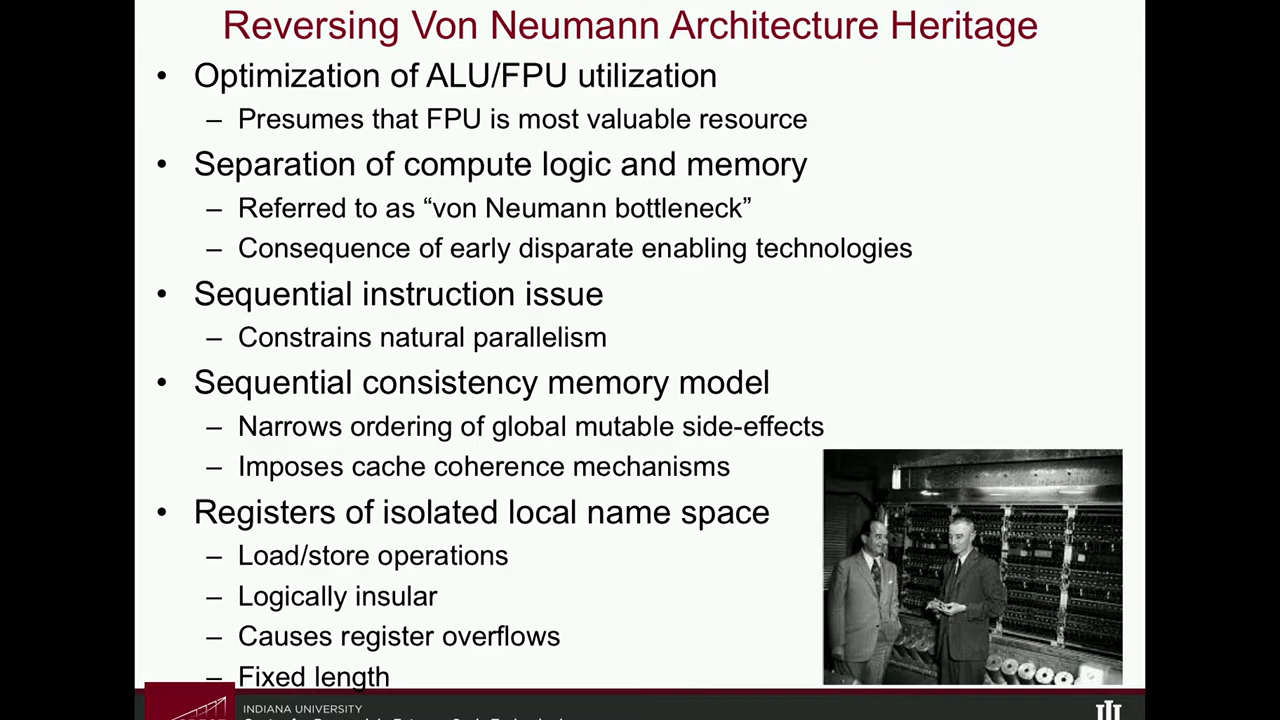 Reversing Von Neumann Architecture Heritage
• Optimization of ALU/FPU utilization
– Presumes that FPU is most valuable resource
• Separation of compute logic and memory
– Referred to as “von Neumann bottleneck”
– Consequence of early disparate enabling technologies
• Sequential instruction issue
– Constrains natural parallelism
• Sequential consistency memory model
– Narrows ordering of global mutable side-effects
– Imposes cache coherence mechanisms
• Registers of isolated local name space
– Load/store operations
– Logically insular
– Causes register overflows
– Fixed length
INDIANA UNIVERSITY